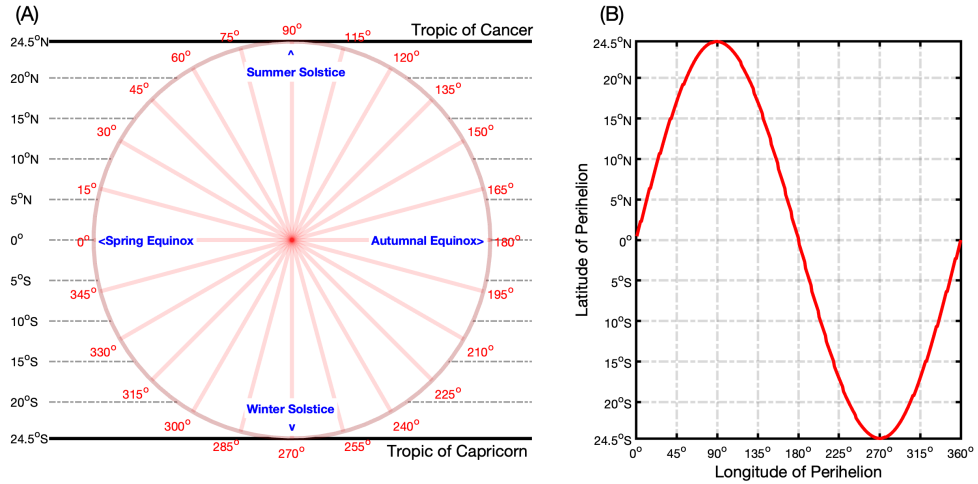 (A)
Tropic of Cancer
24.5°N
20°N
15°N
10°N
5°N
0°
5°S
10°S
15°S
20°S
24.5°S
90°
75°
115°
60°
120°
45°
135°
30°
150°
15°
165°
0°
180°
345°
195°
330°
210°
315°
225°
300°
240°
285°
255°
270°
^
Summer Solstice
<Spring Equinox
Autumnal Equinox>
Winter Solstice
v
Tropic of Capricorn
(B)
24.5°N
20°N
15°N
10°N
5°N
0°
5°S
10°S
15°S
20°S
24.5°S
Latitude of Perihelion
0° 45° 90° 135° 180° 225° 270° 315° 360°
Longitude of Perihelion